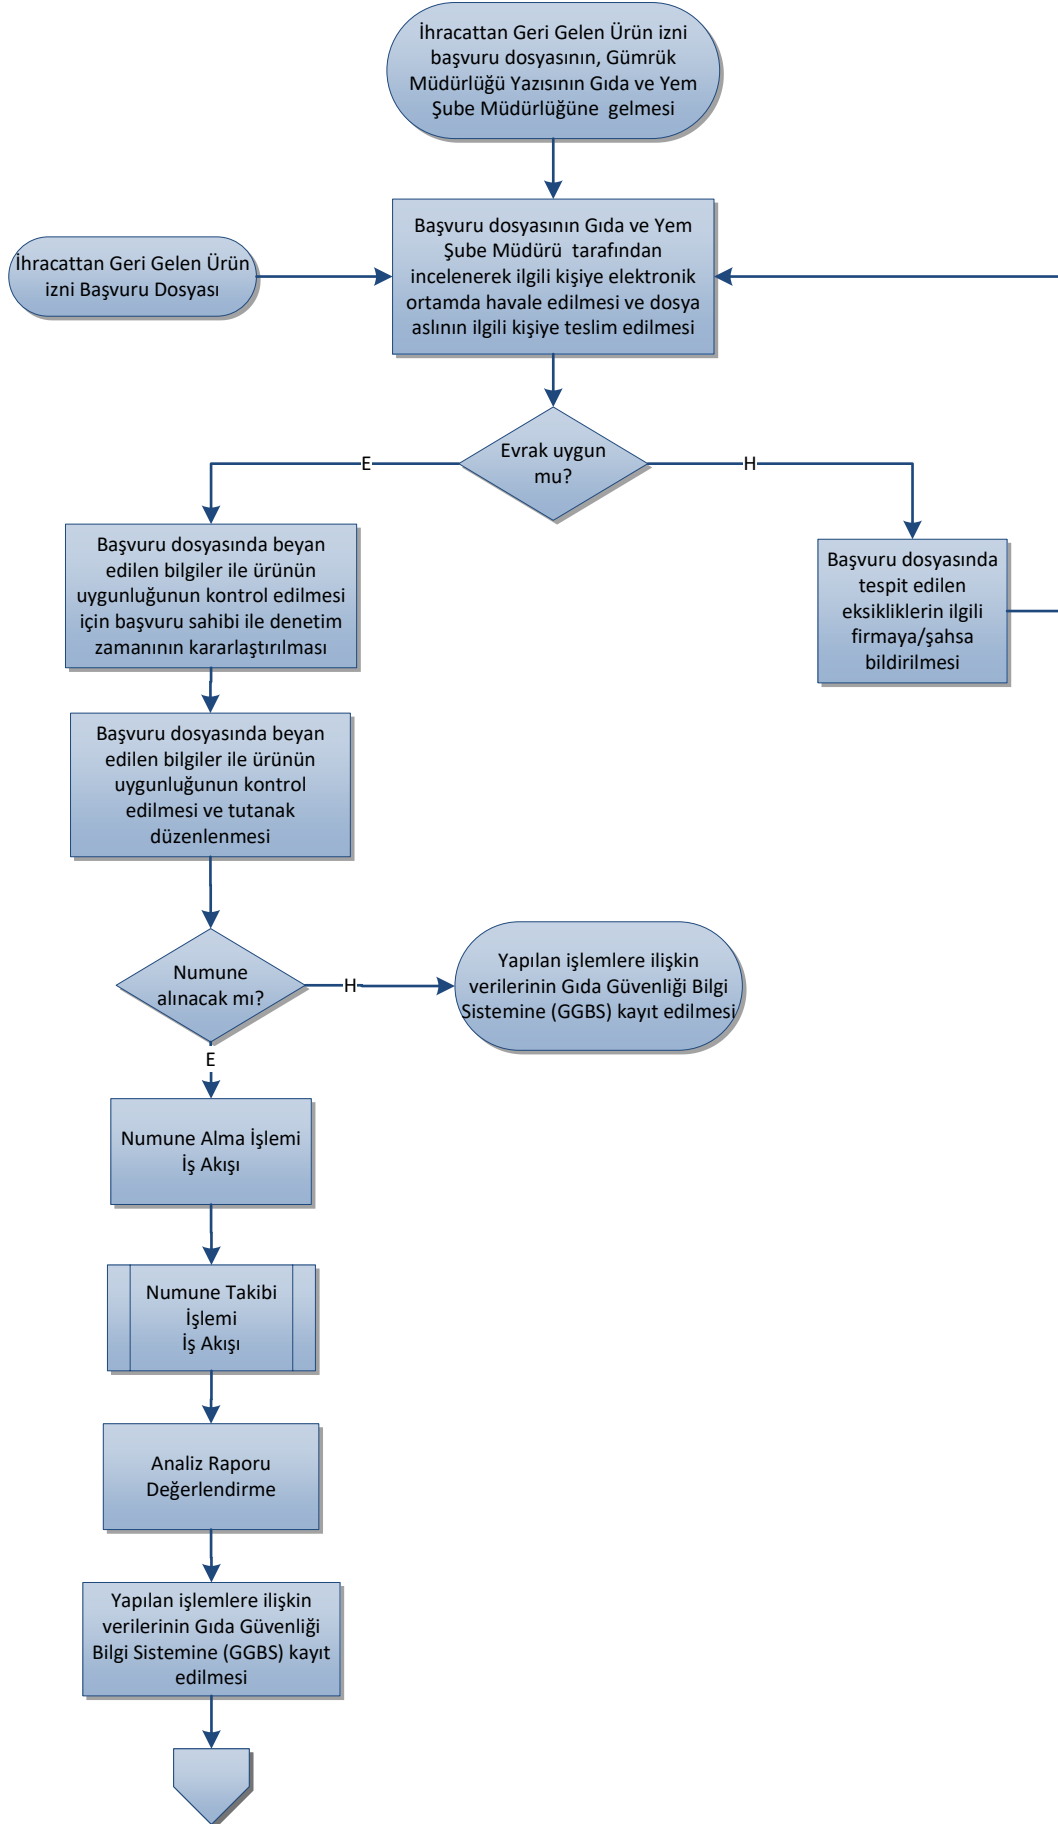 İhracattan Geri Gelen Ürün izni
başvuru dosyasının, Gümrük
Müdürlüğü Yazısının Gıda ve Yem
Şube Müdürlüğüne gelmesi
Başvuru dosyasının Gıda ve Yem
Şube Müdürü tarafından
incelenerek ilgili kişiye elektronik
ortamda havale edilmesi ve dosya
aslının ilgili kişiye teslim edilmesi
İhracattan Geri Gelen Ürün
izni Başvuru Dosyası
Evrak uygun
mu?
E
H
Başvuru dosyasında beyan
edilen bilgiler ile ürünün
uygunluğunun kontrol edilmesi
için başvuru sahibi ile denetim
zamanının kararlaştırılması
Başvuru dosyasında
tespit edilen
eksikliklerin ilgili
firmaya/şahsa
bildirilmesi
Başvuru dosyasında beyan
edilen bilgiler ile ürünün
uygunluğunun kontrol
edilmesi ve tutanak
düzenlenmesi
Numune
alınacak mı?
H
Yapılan işlemlere ilişkin
verilerinin Gıda Güvenliği Bilgi
Sistemine (GGBS) kayıt edilmesi
E
Numune Alma İşlemi
İş Akışı
Numune Takibi
İşlemi
İş Akışı
Analiz Raporu
Değerlendirme
Yapılan işlemlere ilişkin
verilerinin Gıda Güvenliği
Bilgi Sistemine (GGBS) kayıt
edilmesi